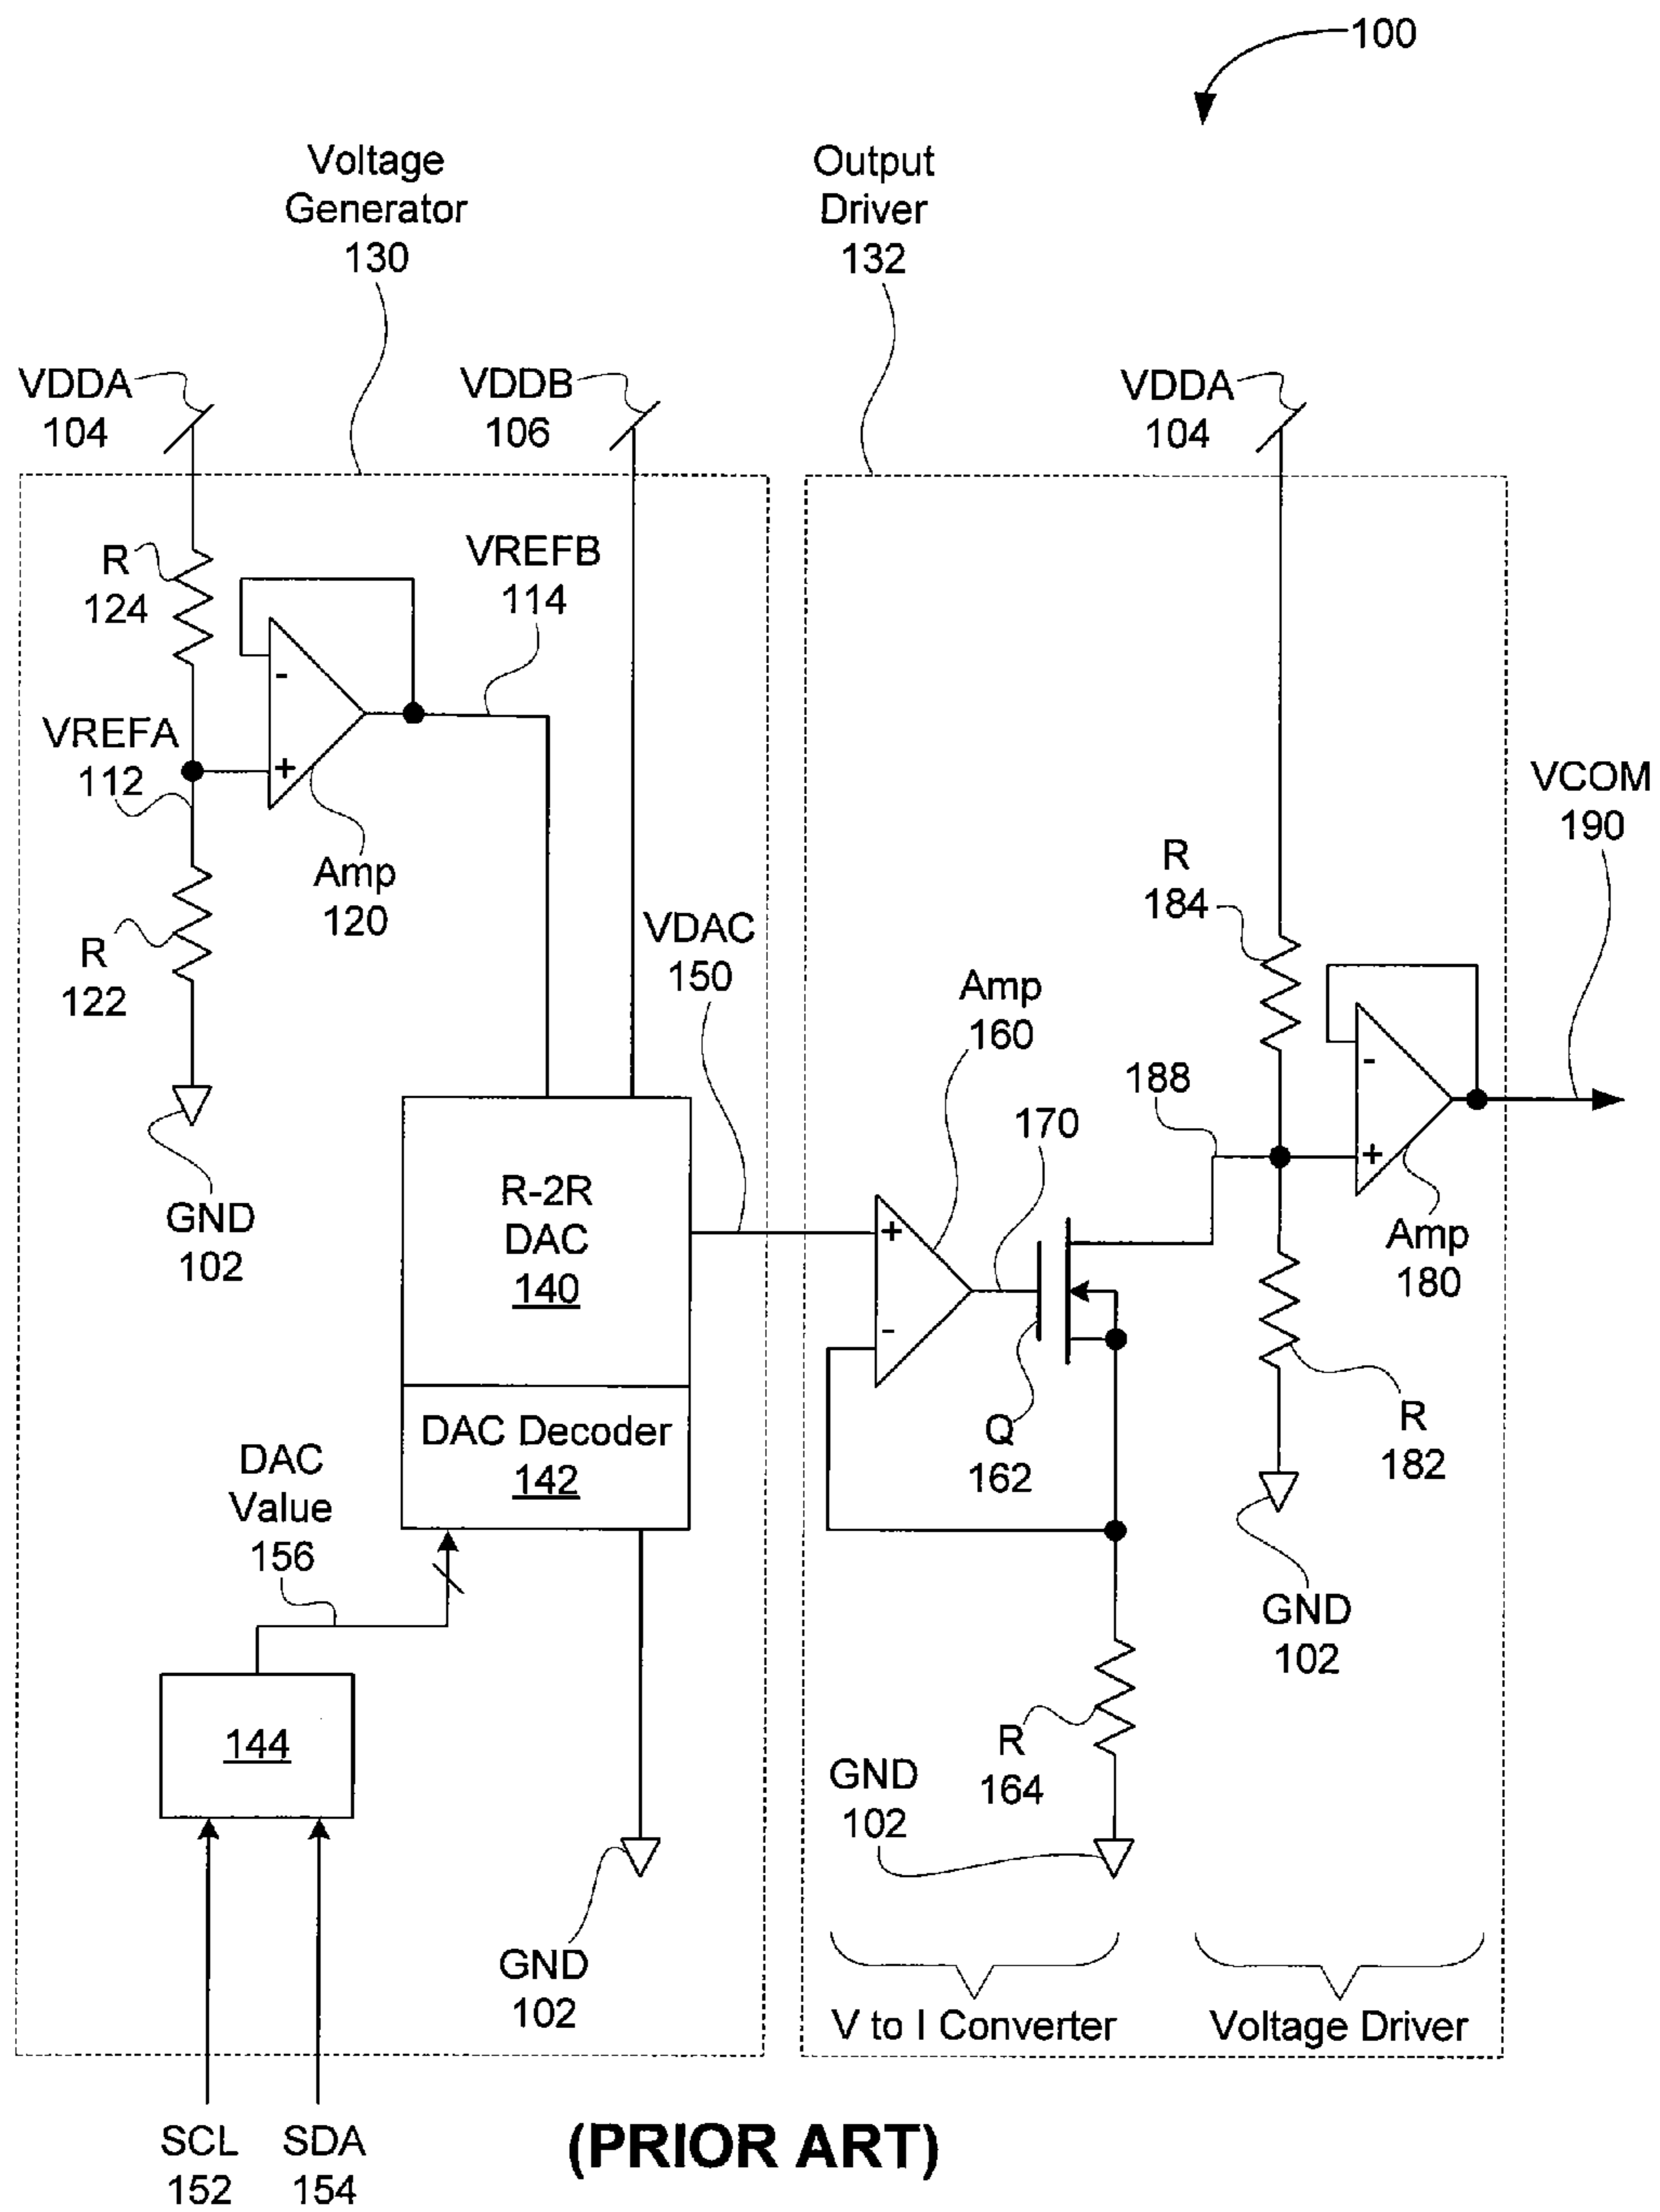 100
Voltage
Generator
130
Output
Driver
132
VDDA
104
VDDB
106
VDDA
104
R
124
VREFB
114
-
+
VREFA
112
Amp
120
R
122
GND
102
VDAC
150
R
184
VCOM
190
Amp
160
188
170
-
+
Amp
180
R-2R
DAC
140
+
-
DAC Decoder
142
Q
162
R
182
DAC
Value
156
GND
102
144
R
164
GND
102
GND
102
V to I Converter
Voltage Driver
SCL
152
SDA
154
(PRIOR ART)